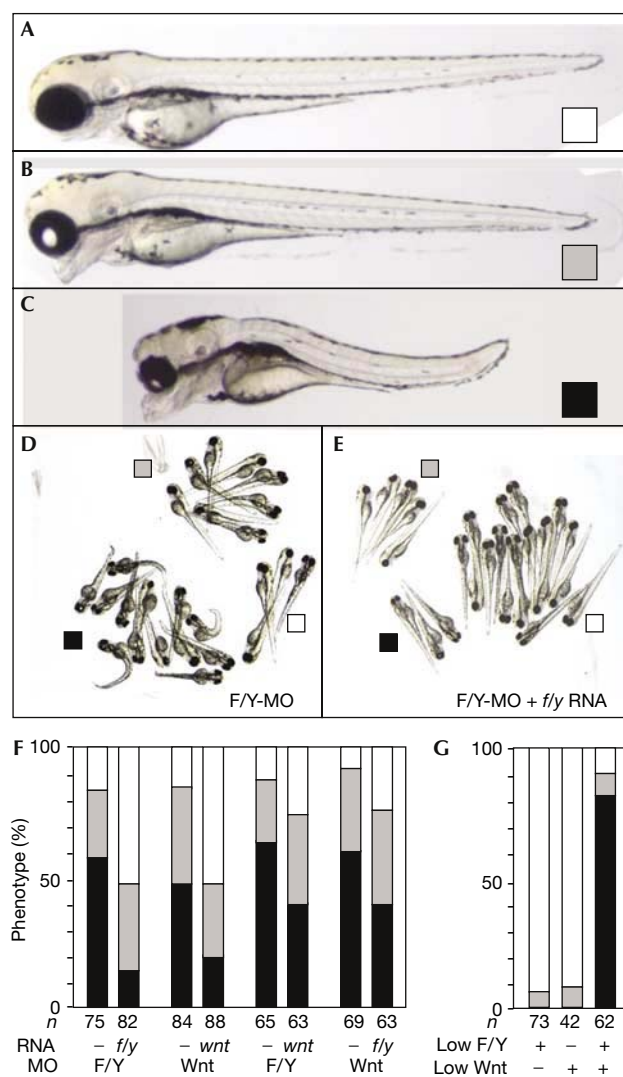 A
B
C
D
E
F/Y-MO
F/Y-MO + f/y RNA
F
G
100
50
0
Phenotype (%)
n 75 82 84 88 65 63 69 63
RNA – f/y – wnt – wnt – f/y
MO F/Y Wnt F/Y Wnt
100
50
0
n 73 42 62
Low F/Y + – +
Low Wnt – + +